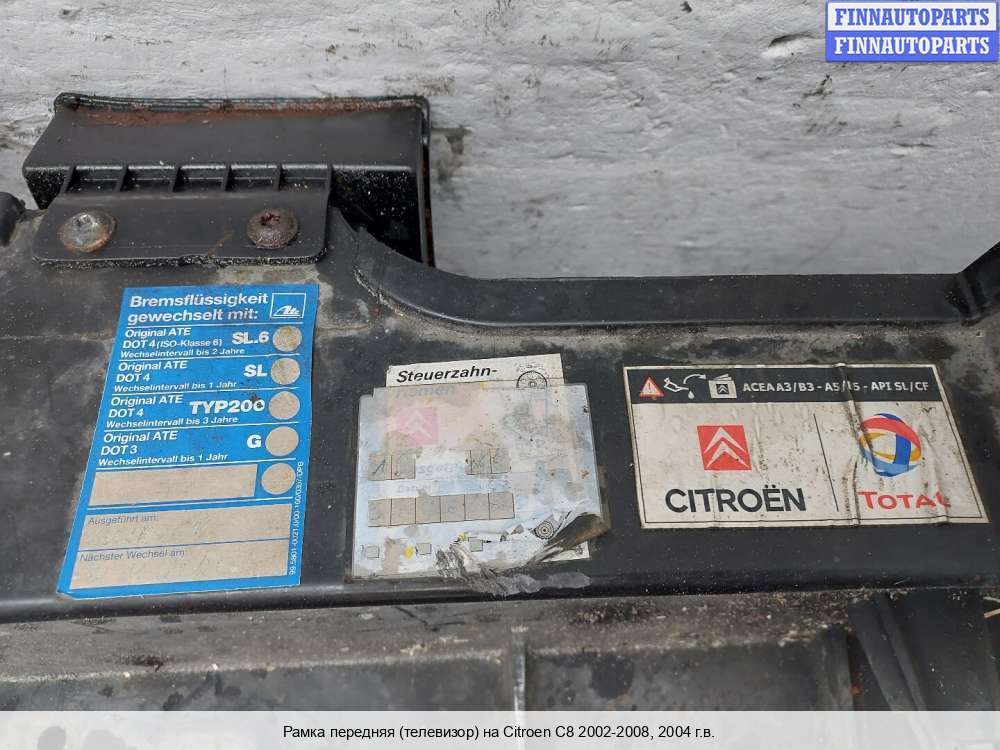 FINNAUTOPARTS
FINNAUTOPARTS
Bremsflüssigkeit
gewechselt mit:
Ate
Original ATE
DOT 4 (ISO-Klasse 6) SL.6
Wechselintervall bis 2 Jahre
Original ATE
DOT 4 SL
Wechselintervall bis 1 Jahr
Original ATE
DOT 4 TYP200
Wechselintervall bis 3 Jahre
Original ATE
DOT 3 G
Wechselintervall bis 1 Jahr
Ausgeführt am:
Nächster Wechsel am:
Steuerzahn-
riemen
ACEA A3/B3 - A5/B5 - API SL/CF
CITROËN
TOTAL
Рамка передняя (телевизор) на Citroen C8 2002-2008, 2004 г.в.